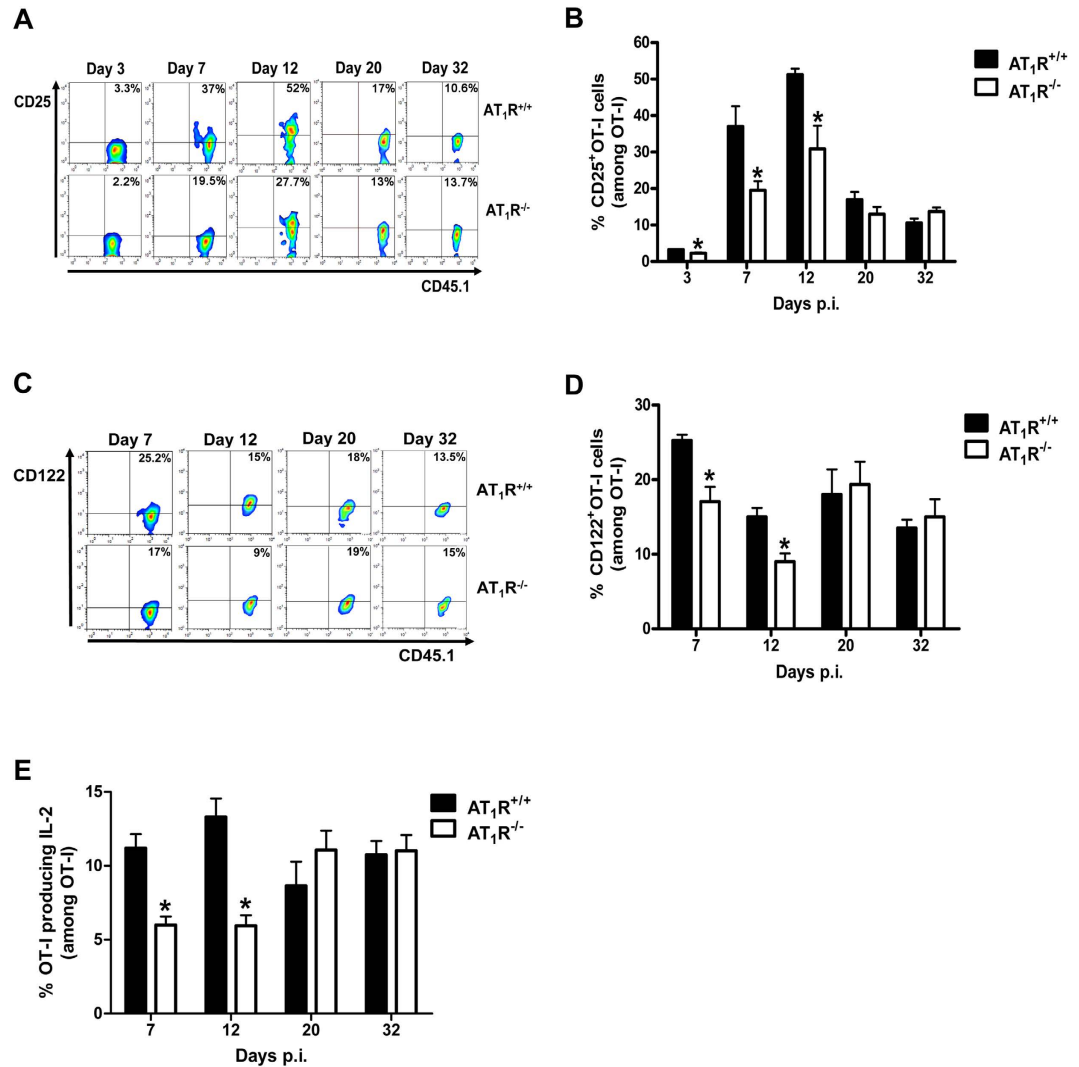 A
Day 3 Day 7 Day 12 Day 20 Day 32
CD25
3.3% 37% 52% 17% 10.6%
AT1R+/+
2.2% 19.5% 27.7% 13% 13.7%
AT1R-/-
CD45.1
B
% CD25+OT-I cells
(among OT-I)
60
50
40
30
20
10
0
* * *
3 7 12 20 32
Days p.i.
AT1R+/+
AT1R-/-
C
Day 7 Day 12 Day 20 Day 32
CD122
25.2% 15% 18% 13.5%
AT1R+/+
17% 9% 19% 15%
AT1R-/-
CD45.1
D
% CD122+OT-I cells
(among OT-I)
30
20
10
0
* *
7 12 20 32
Days p.i.
AT1R+/+
AT1R-/-
E
% OT-I producing IL-2
(among OT-I)
15
10
5
0
* *
7 12 20 32
Days p.i.
AT1R+/+
AT1R-/-